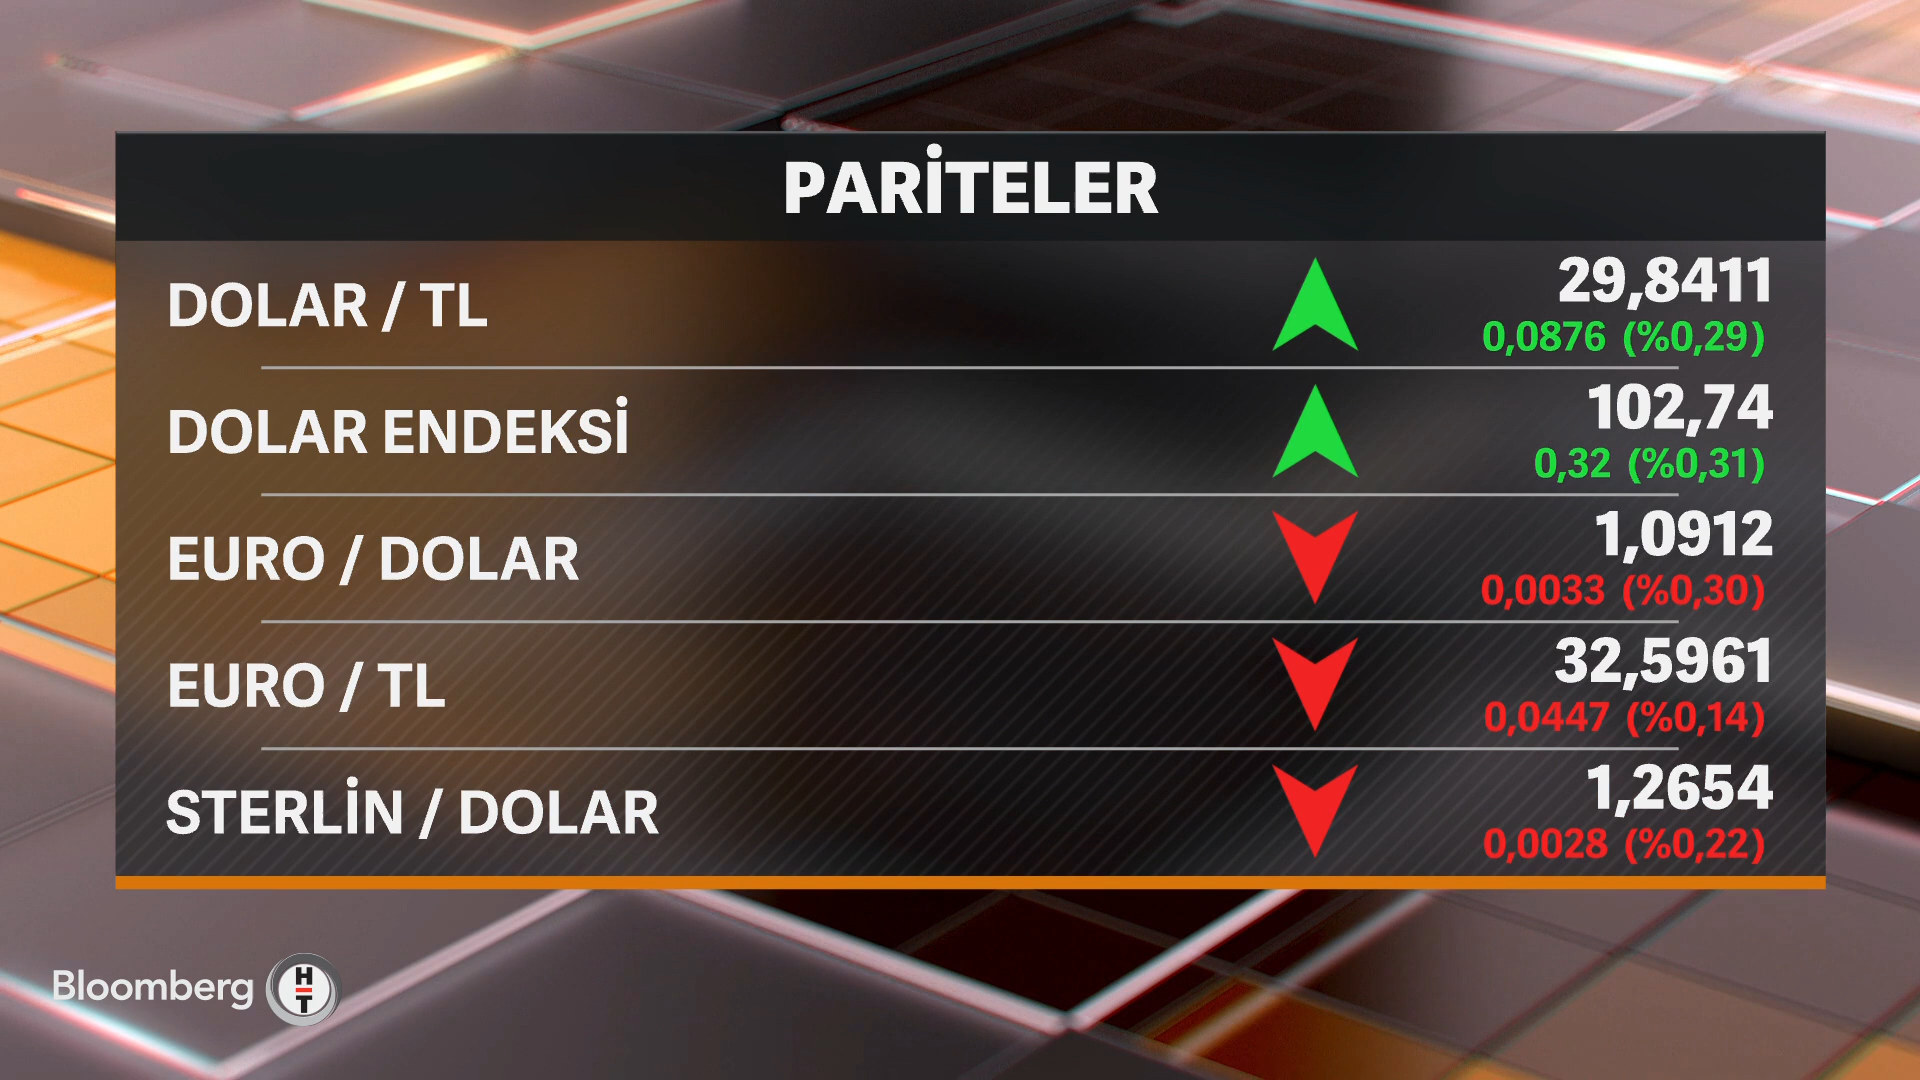 PARİTELER
DOLAR / TL
29,8411
0,0876 (%0,29)
DOLAR ENDEKSİ
102,74
0,32 (%0,31)
EURO / DOLAR
1,0912
0,0033 (%0,30)
EURO / TL
32,5961
0,0447 (%0,14)
STERLİN / DOLAR
1,2654
0,0028 (%0,22)
Bloomberg HT